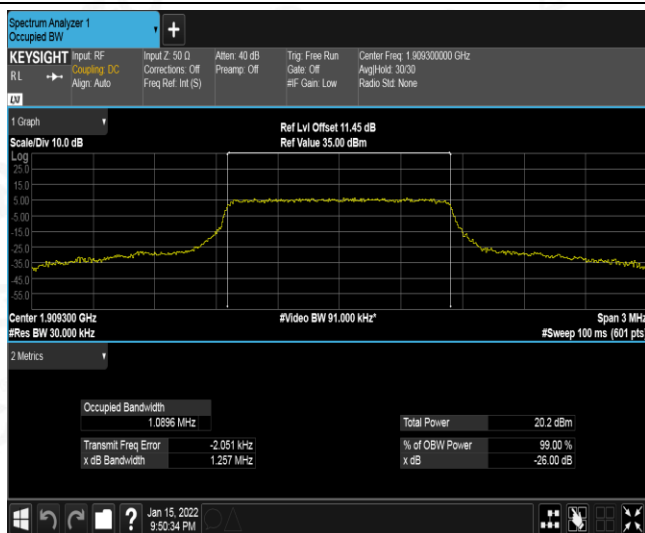 Spectrum Analyzer 1
Occupied BW
+
KEYSIGHT Input: RF Input Z: 50 Ω Atten: 40 dB Trig: Free Run Center Freq: 1.909300000 GHz
RL Coupling: DC Corrections: Off Preamp: Off Gate: Off Avg|Hold: 30/30
Align: Auto Freq Ref: Int (S) #IF Gain: Low Radio Std: None
LXI
1 Graph Ref Lvl Offset 11.45 dB
Scale/Div 10.0 dB Ref Value 35.00 dBm
Log
25.0
15.0
5.00
-5.00
-15.0
-25.0
-35.0
-45.0
-55.0
Center 1.909300 GHz #Video BW 91.000 kHz* Span 3 MHz
#Res BW 30.000 kHz #Sweep 100 ms (601 pts)
2 Metrics
Occupied Bandwidth
1.0896 MHz Total Power 20.2 dBm
Transmit Freq Error -2.051 kHz % of OBW Power 99.00 %
x dB Bandwidth 1.257 MHz x dB -26.00 dB
? Jan 15, 2022
9:50:34 PM